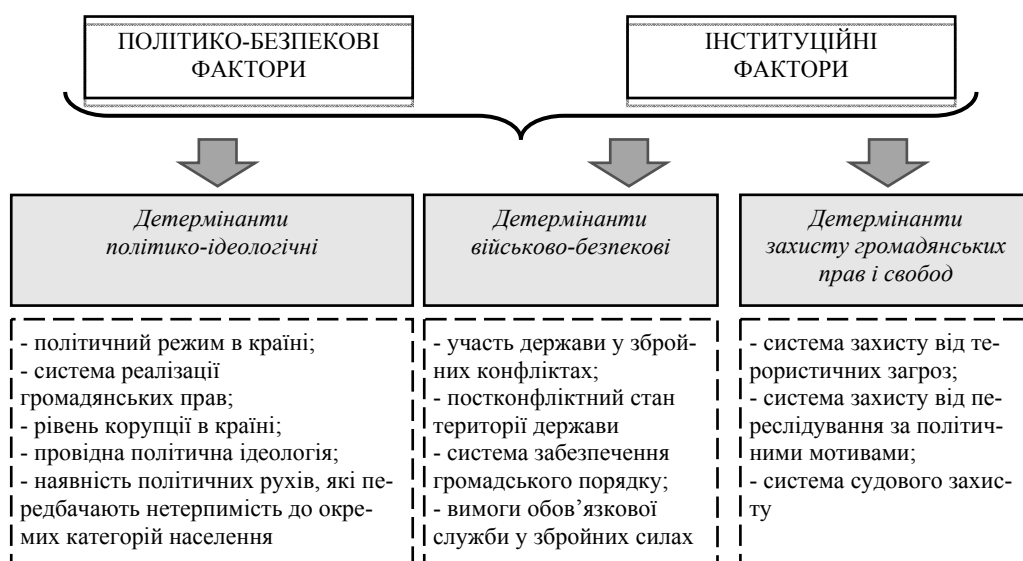 ПОЛІТИКО-БЕЗПЕКОВІ
ФАКТОРИ
ІНСТИТУЦІЙНІ
ФАКТОРИ
Детермінанти
політико-ідеологічні
Детермінанти
військово-безпекові
Детермінанти
захисту громадянських
прав і свобод
- політичний режим в країні;
- система реалізації
громадянських прав;
- рівень корупції в країні;
- провідна політична ідеологія;
- наявність політичних рухів, які пе-
редбачають нетерпимість до окре-
мих категорій населення
- участь держави у зброй-
них конфліктах;
- постконфліктний стан
території держави
- система забезпечення
громадського порядку;
- вимоги обов’язкової
служби у збройних силах
- система захисту від те-
рористичних загроз;
- система захисту від пе-
реслідування за політич-
ними мотивами;
- система судового захис-
ту